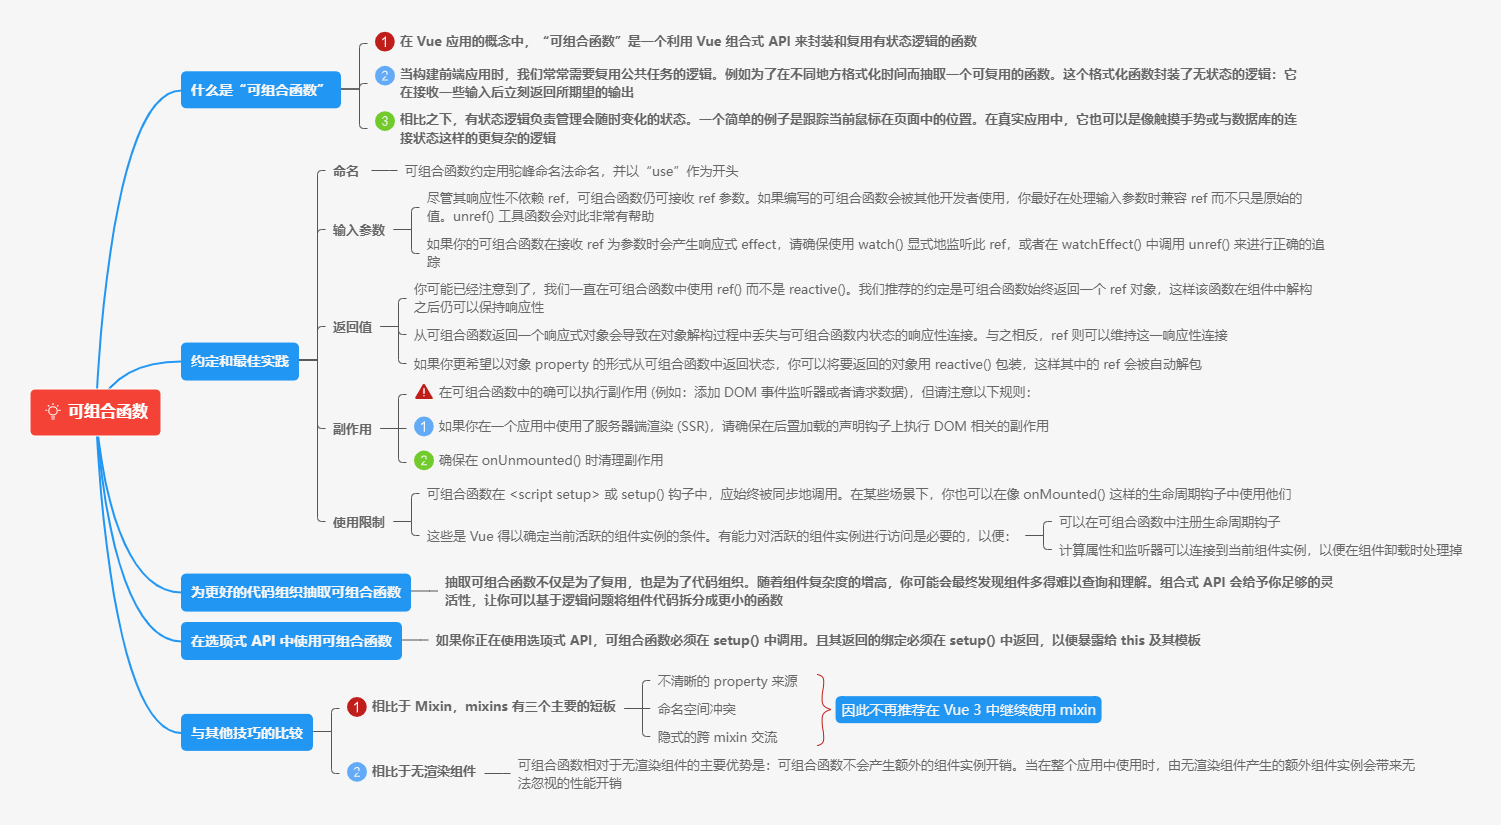 可组合函数
什么是“可组合函数”
1 在 Vue 应用的概念中，“可组合函数”是一个利用 Vue 组合式 API 来封装和复用有状态逻辑的函数
2 当构建前端应用时，我们常常需要复用公共任务的逻辑。例如为了在不同地方格式化时间而抽取一个可复用的函数。这个格式化函数封装了无状态的逻辑：它
在接收一些输入后立刻返回所期望的输出
3 相比之下，有状态逻辑负责管理会随时变化的状态。一个简单的例子是跟踪当前鼠标在页面中的位置。在真实应用中，它也可以是像触摸手势或与数据库的连
接状态这样的更复杂的逻辑
约定和最佳实践
命名
可组合函数约定用驼峰命名法命名，并以“use”作为开头
输入参数
尽管其响应性不依赖 ref，可组合函数仍可接收 ref 参数。如果编写的可组合函数会被其他开发者使用，你最好在处理输入参数时兼容 ref 而不只是原始的
值。unref() 工具函数会对此非常有帮助
如果你的可组合函数在接收 ref 为参数时会产生响应式 effect，请确保使用 watch() 显式地监听此 ref，或者在 watchEffect() 中调用 unref() 来进行正确的追
踪
返回值
你可能已经注意到了，我们一直在可组合函数中使用 ref() 而不是 reactive()。我们推荐的约定是可组合函数始终返回一个 ref 对象，这样该函数在组件中解构
之后仍可以保持响应性
从可组合函数返回一个响应式对象会导致在对象解构过程中丢失与可组合函数内状态的响应性连接。与之相反，ref 则可以维持这一响应性连接
如果你更希望以对象 property 的形式从可组合函数中返回状态，你可以将要返回的对象用 reactive() 包装，这样其中的 ref 会被自动解包
副作用
在可组合函数中的确可以执行副作用 (例如：添加 DOM 事件监听器或者请求数据)，但请注意以下规则：
1 如果你在一个应用中使用了服务器端渲染 (SSR)，请确保在后置加载的声明钩子上执行 DOM 相关的副作用
2 确保在 onUnmounted() 时清理副作用
使用限制
可组合函数在 <script setup> 或 setup() 钩子中，应始终被同步地调用。在某些场景下，你也可以在像 onMounted() 这样的生命周期钩子中使用他们
这些是 Vue 得以确定当前活跃的组件实例的条件。有能力对活跃的组件实例进行访问是必要的，以便：
可以在可组合函数中注册生命周期钩子
计算属性和监听器可以连接到当前组件实例，以便在组件卸载时处理掉
为更好的代码组织抽取可组合函数
抽取可组合函数不仅是为了复用，也是为了代码组织。随着组件复杂度的增高，你可能会最终发现组件多得难以查询和理解。组合式 API 会给予你足够的灵
活性，让你可以基于逻辑问题将组件代码拆分成更小的函数
在选项式 API 中使用可组合函数
如果你正在使用选项式 API，可组合函数必须在 setup() 中调用。且其返回的绑定必须在 setup() 中返回，以便暴露给 this 及其模板
与其他技巧的比较
1 相比于 Mixin，mixins 有三个主要的短板
不清晰的 property 来源
命名空间冲突
隐式的跨 mixin 交流
因此不再推荐在 Vue 3 中继续使用 mixin
2 相比于无渲染组件
可组合函数相对于无渲染组件的主要优势是：可组合函数不会产生额外的组件实例开销。当在整个应用中使用时，由无渲染组件产生的额外组件实例会带来无
法忽视的性能开销